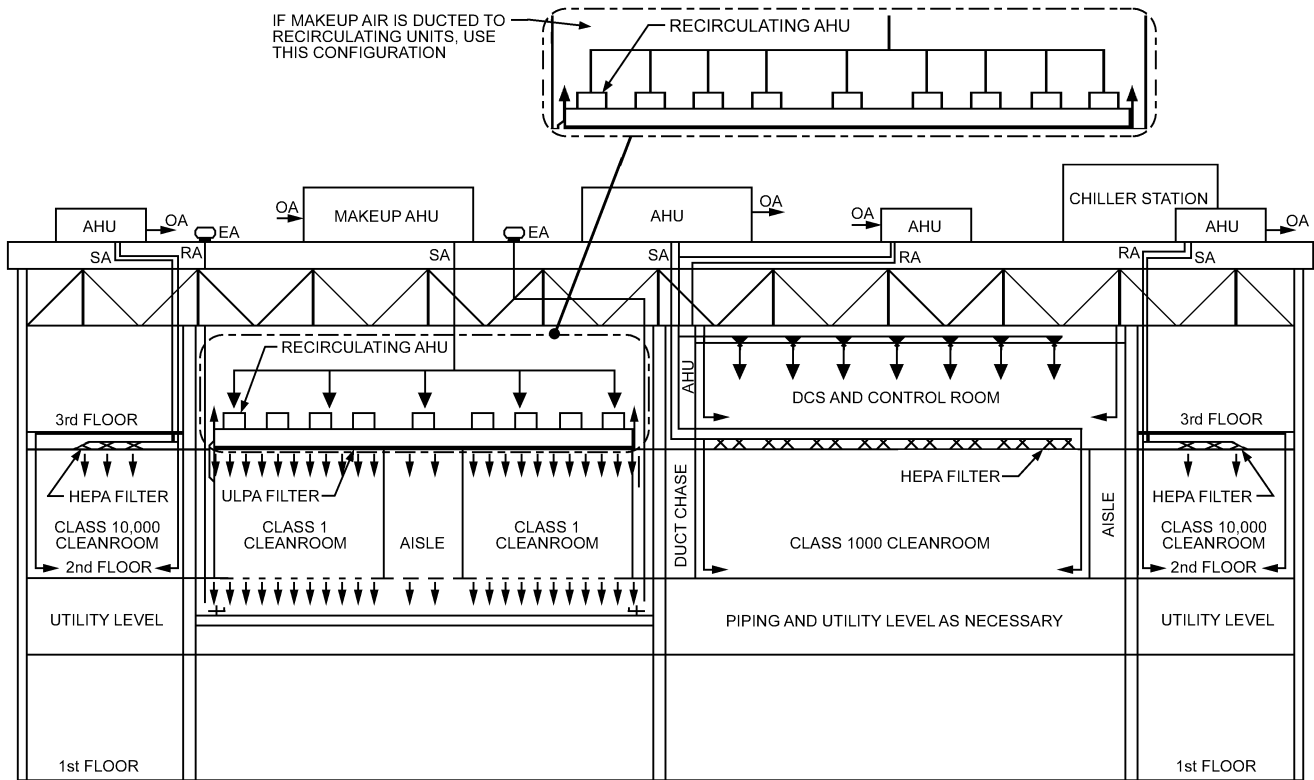 IF MAKEUP AIR IS DUCTED TO
RECIRCULATING UNITS, USE
THIS CONFIGURATION
RECIRCULATING AHU
CHILLER STATION
AHU
OA
OA
MAKEUP AHU
AHU
OA
OA
AHU
AHU
OA
EA
EA
SA
RA
SA
SA
RA
RA
SA
RECIRCULATING AHU
AHU
DCS AND CONTROL ROOM
3rd FLOOR
3rd FLOOR
HEPA FILTER
ULPA FILTER
HEPA FILTER
HEPA FILTER
CLASS 10,000
CLEANROOM
CLASS 1
CLEANROOM
AISLE
CLASS 1
CLEANROOM
DUCT CHASE
CLASS 1000 CLEANROOM
AISLE
CLASS 10,000
CLEANROOM
2nd FLOOR
2nd FLOOR
UTILITY LEVEL
PIPING AND UTILITY LEVEL AS NECESSARY
UTILITY LEVEL
1st FLOOR
1st FLOOR